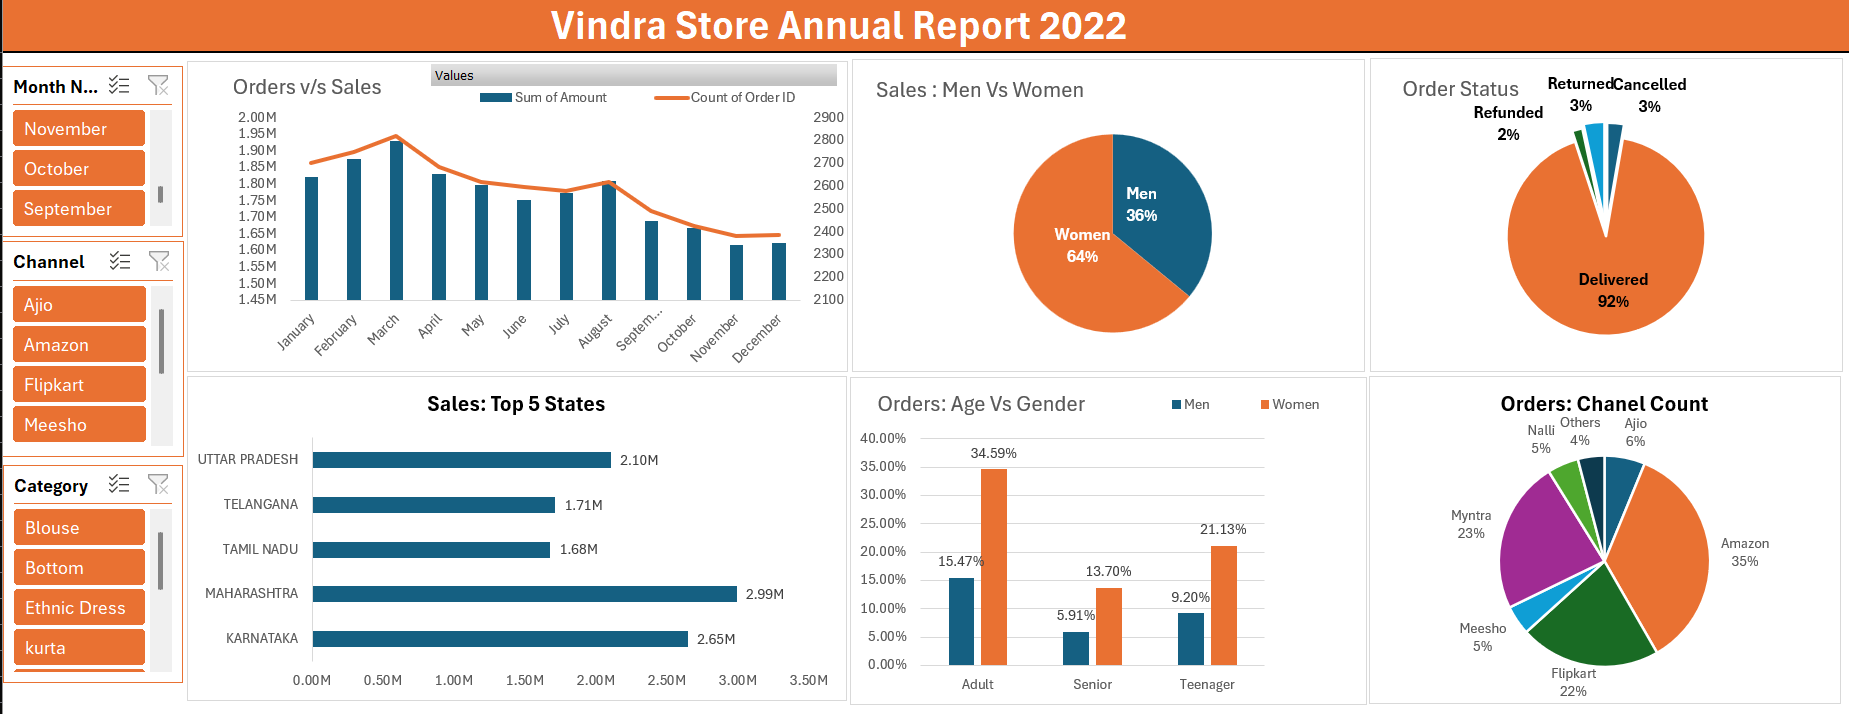 Vindra Store Annual Report 2022
Month N...
November
October
September
Channel
Ajio
Amazon
Flipkart
Meesho
Category
Blouse
Bottom
Ethnic Dress
kurta
Orders v/s Sales
Values
Sum of Amount
Count of Order ID
2.00M
1.95M
1.90M
1.85M
1.80M
1.75M
1.70M
1.65M
1.60M
1.55M
1.50M
1.45M
2900
2800
2700
2600
2500
2400
2300
2200
2100
January
February
March
April
May
June
July
August
Septem...
October
November
December
Sales : Men Vs Women
Men
36%
Women
64%
Order Status
Returned
3%
Cancelled
3%
Refunded
2%
Delivered
92%
Sales: Top 5 States
UTTAR PRADESH 2.10M
TELANGANA 1.71M
TAMIL NADU 1.68M
MAHARASHTRA 2.99M
KARNATAKA 2.65M
0.00M 0.50M 1.00M 1.50M 2.00M 2.50M 3.00M 3.50M
Orders: Age Vs Gender
Men
Women
40.00%
35.00%
30.00%
25.00%
20.00%
15.00%
10.00%
5.00%
0.00%
15.47%
34.59%
5.91%
13.70%
9.20%
21.13%
Adult
Senior
Teenager
Orders: Chanel Count
Nalli
5%
Others
4%
Ajio
6%
Myntra
23%
Amazon
35%
Meesho
5%
Flipkart
22%